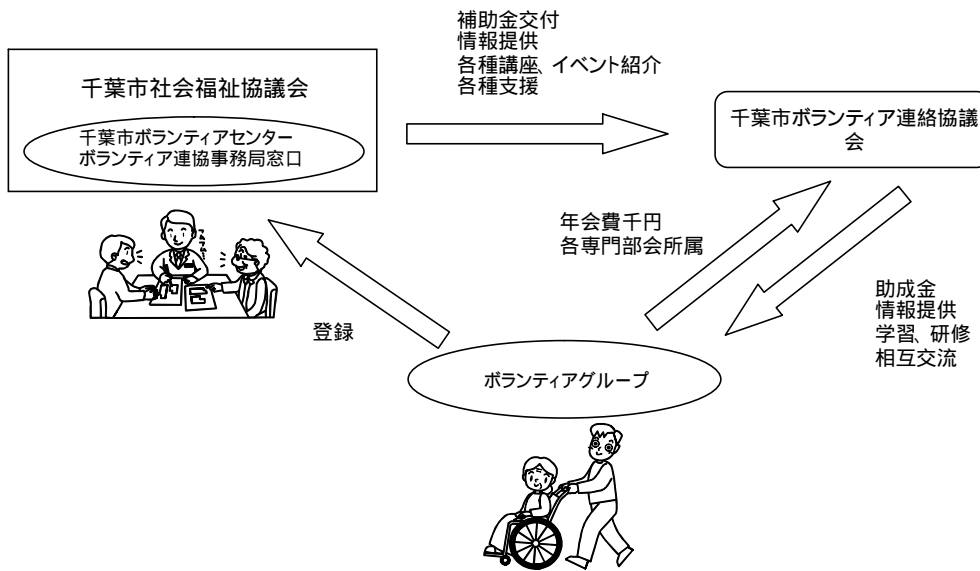 補助金交付
情報提供
各種講座、イベント紹介
各種支援
千葉市社会福祉協議会
千葉市ボランティアセンター
ボランティア連協事務局窓口
千葉市ボランティア連絡協議
会
年会費千円
各専門部会所属
助成金
情報提供
学習、研修
相互交流
登録
ボランティアグループ